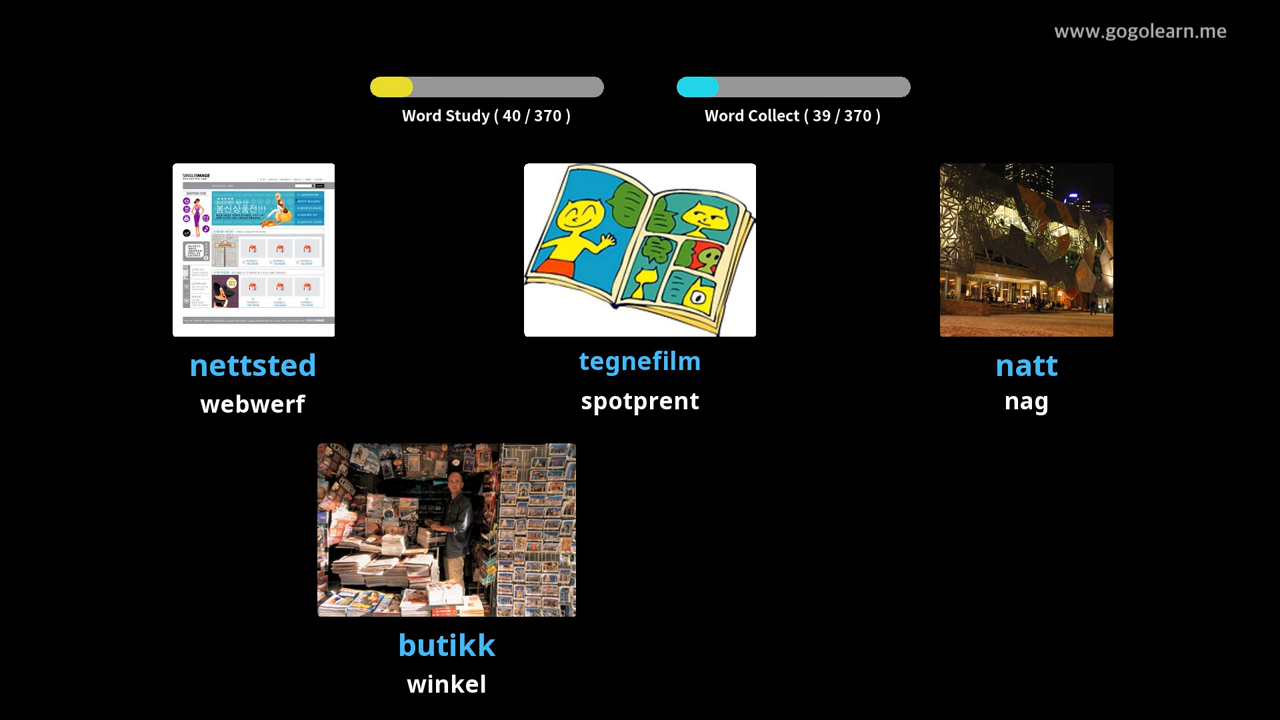 www.gogolearn.me
Word Study ( 40 / 370 )
Word Collect ( 39 / 370 )
nettsted
tegnefilm
natt
webwerf
spotprent
nag
butikk
winkel